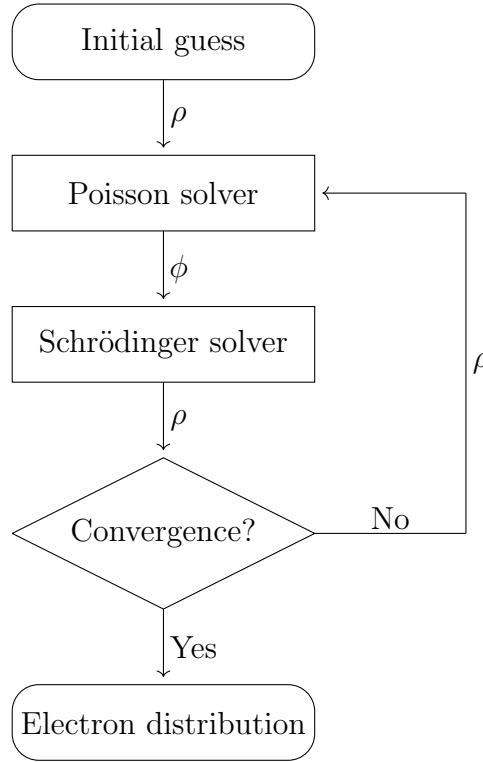 Initial guess
ρ
Poisson solver
ϕ
Schrödinger solver
ρ
ρ
Convergence?
No
Yes
Electron distribution